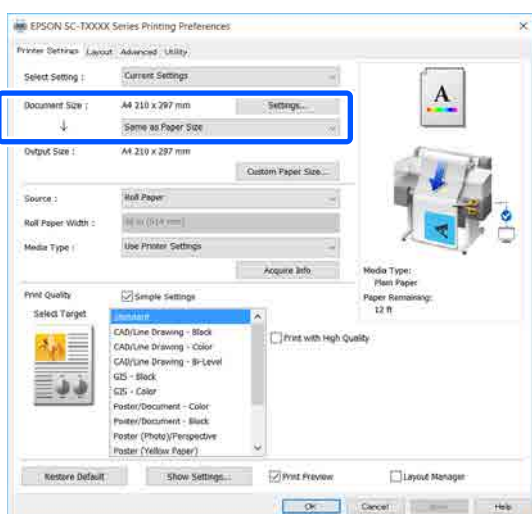 EPSON SC-TXXXX Series Printing Preferences
Printer Settings Layout Advanced Utility
Select Setting : Current Settings
Document Size : A4 210 x 297 mm Settings...
↓ Same as Paper Size
Output Size : A4 210 x 297 mm
Custom Paper Size...
Source : Roll Paper
Roll Paper Width :
Media Type : Use Printer Settings
Acquire Info
A
Media Type:
Plain Paper
Paper Remaining:
12 ft
Print Quality Simple Settings
Select Target
Standard
CAD/Line Drawing - Black
CAD/Line Drawing - Color
CAD/Line Drawing - Bi-Level
GIS - Black
GIS - Color
Poster/Document - Color
Poster/Document - Black
Poster (Photo)/Perspective
Poster (Yellow Paper)
Print with High Quality
Restore Default Show Settings... Print Preview Layout Manager
OK Cancel Help